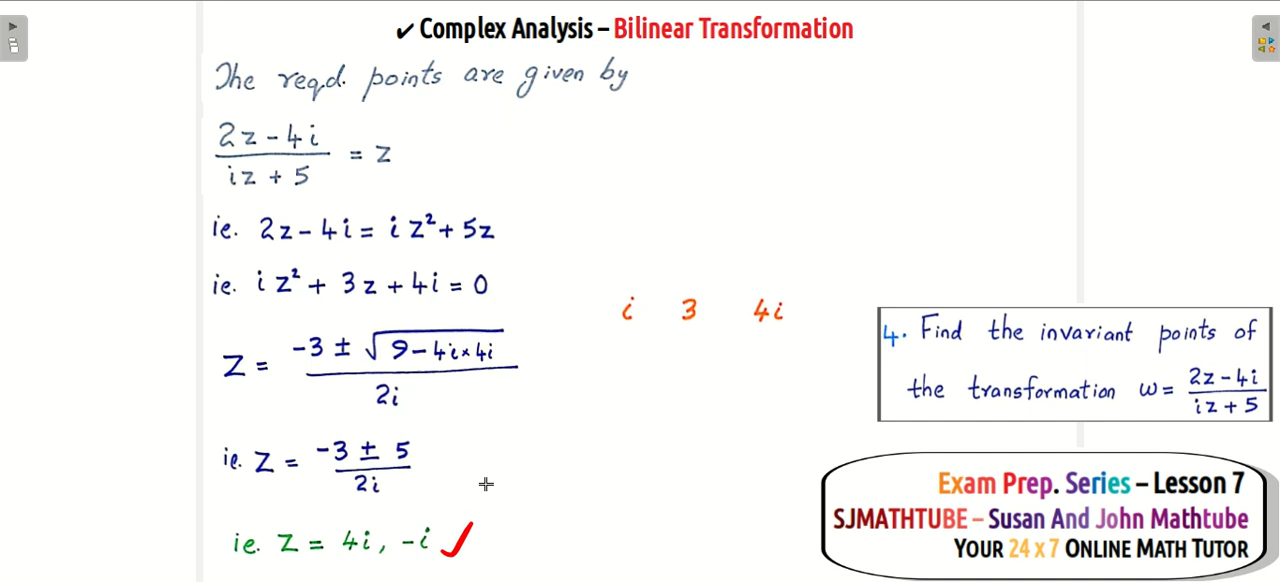 ✔ Complex Analysis – Bilinear Transformation
The reqd. points are given by
2z - 4i
iz + 5
= z
ie. 2z - 4i = i z² + 5z
ie. i z² + 3z + 4i = 0
i 3 4i
z = -3 ± √9 - 4i×4i
2i
ie. z = -3 ± 5
2i
ie. z = 4i, -i ✓
4. Find the invariant points of
the transformation w = 2z - 4i
iz + 5
Exam Prep. Series – Lesson 7
SJMATHTUBE – Susan And John Mathtube
YOUR 24 x 7 ONLINE MATH TUTOR